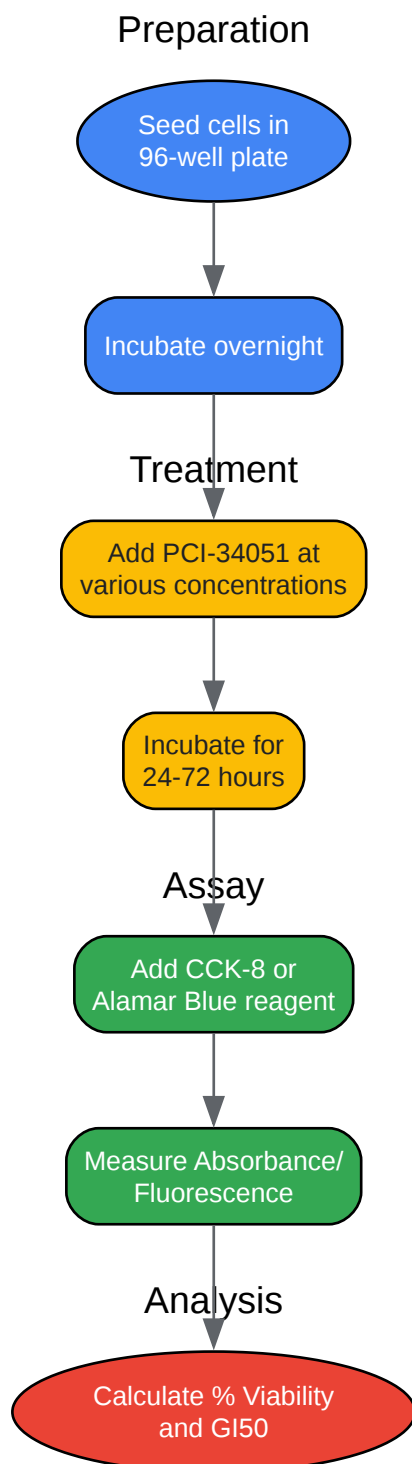 Preparation
Seed cells in
96-well plate
Incubate overnight
Treatment
Add PCI-34051 at
various concentrations
Incubate for
24-72 hours
Assay
Add CCK-8 or
Alamar Blue reagent
Measure Absorbance/
Fluorescence
Analysis
Calculate % Viability
and GI50